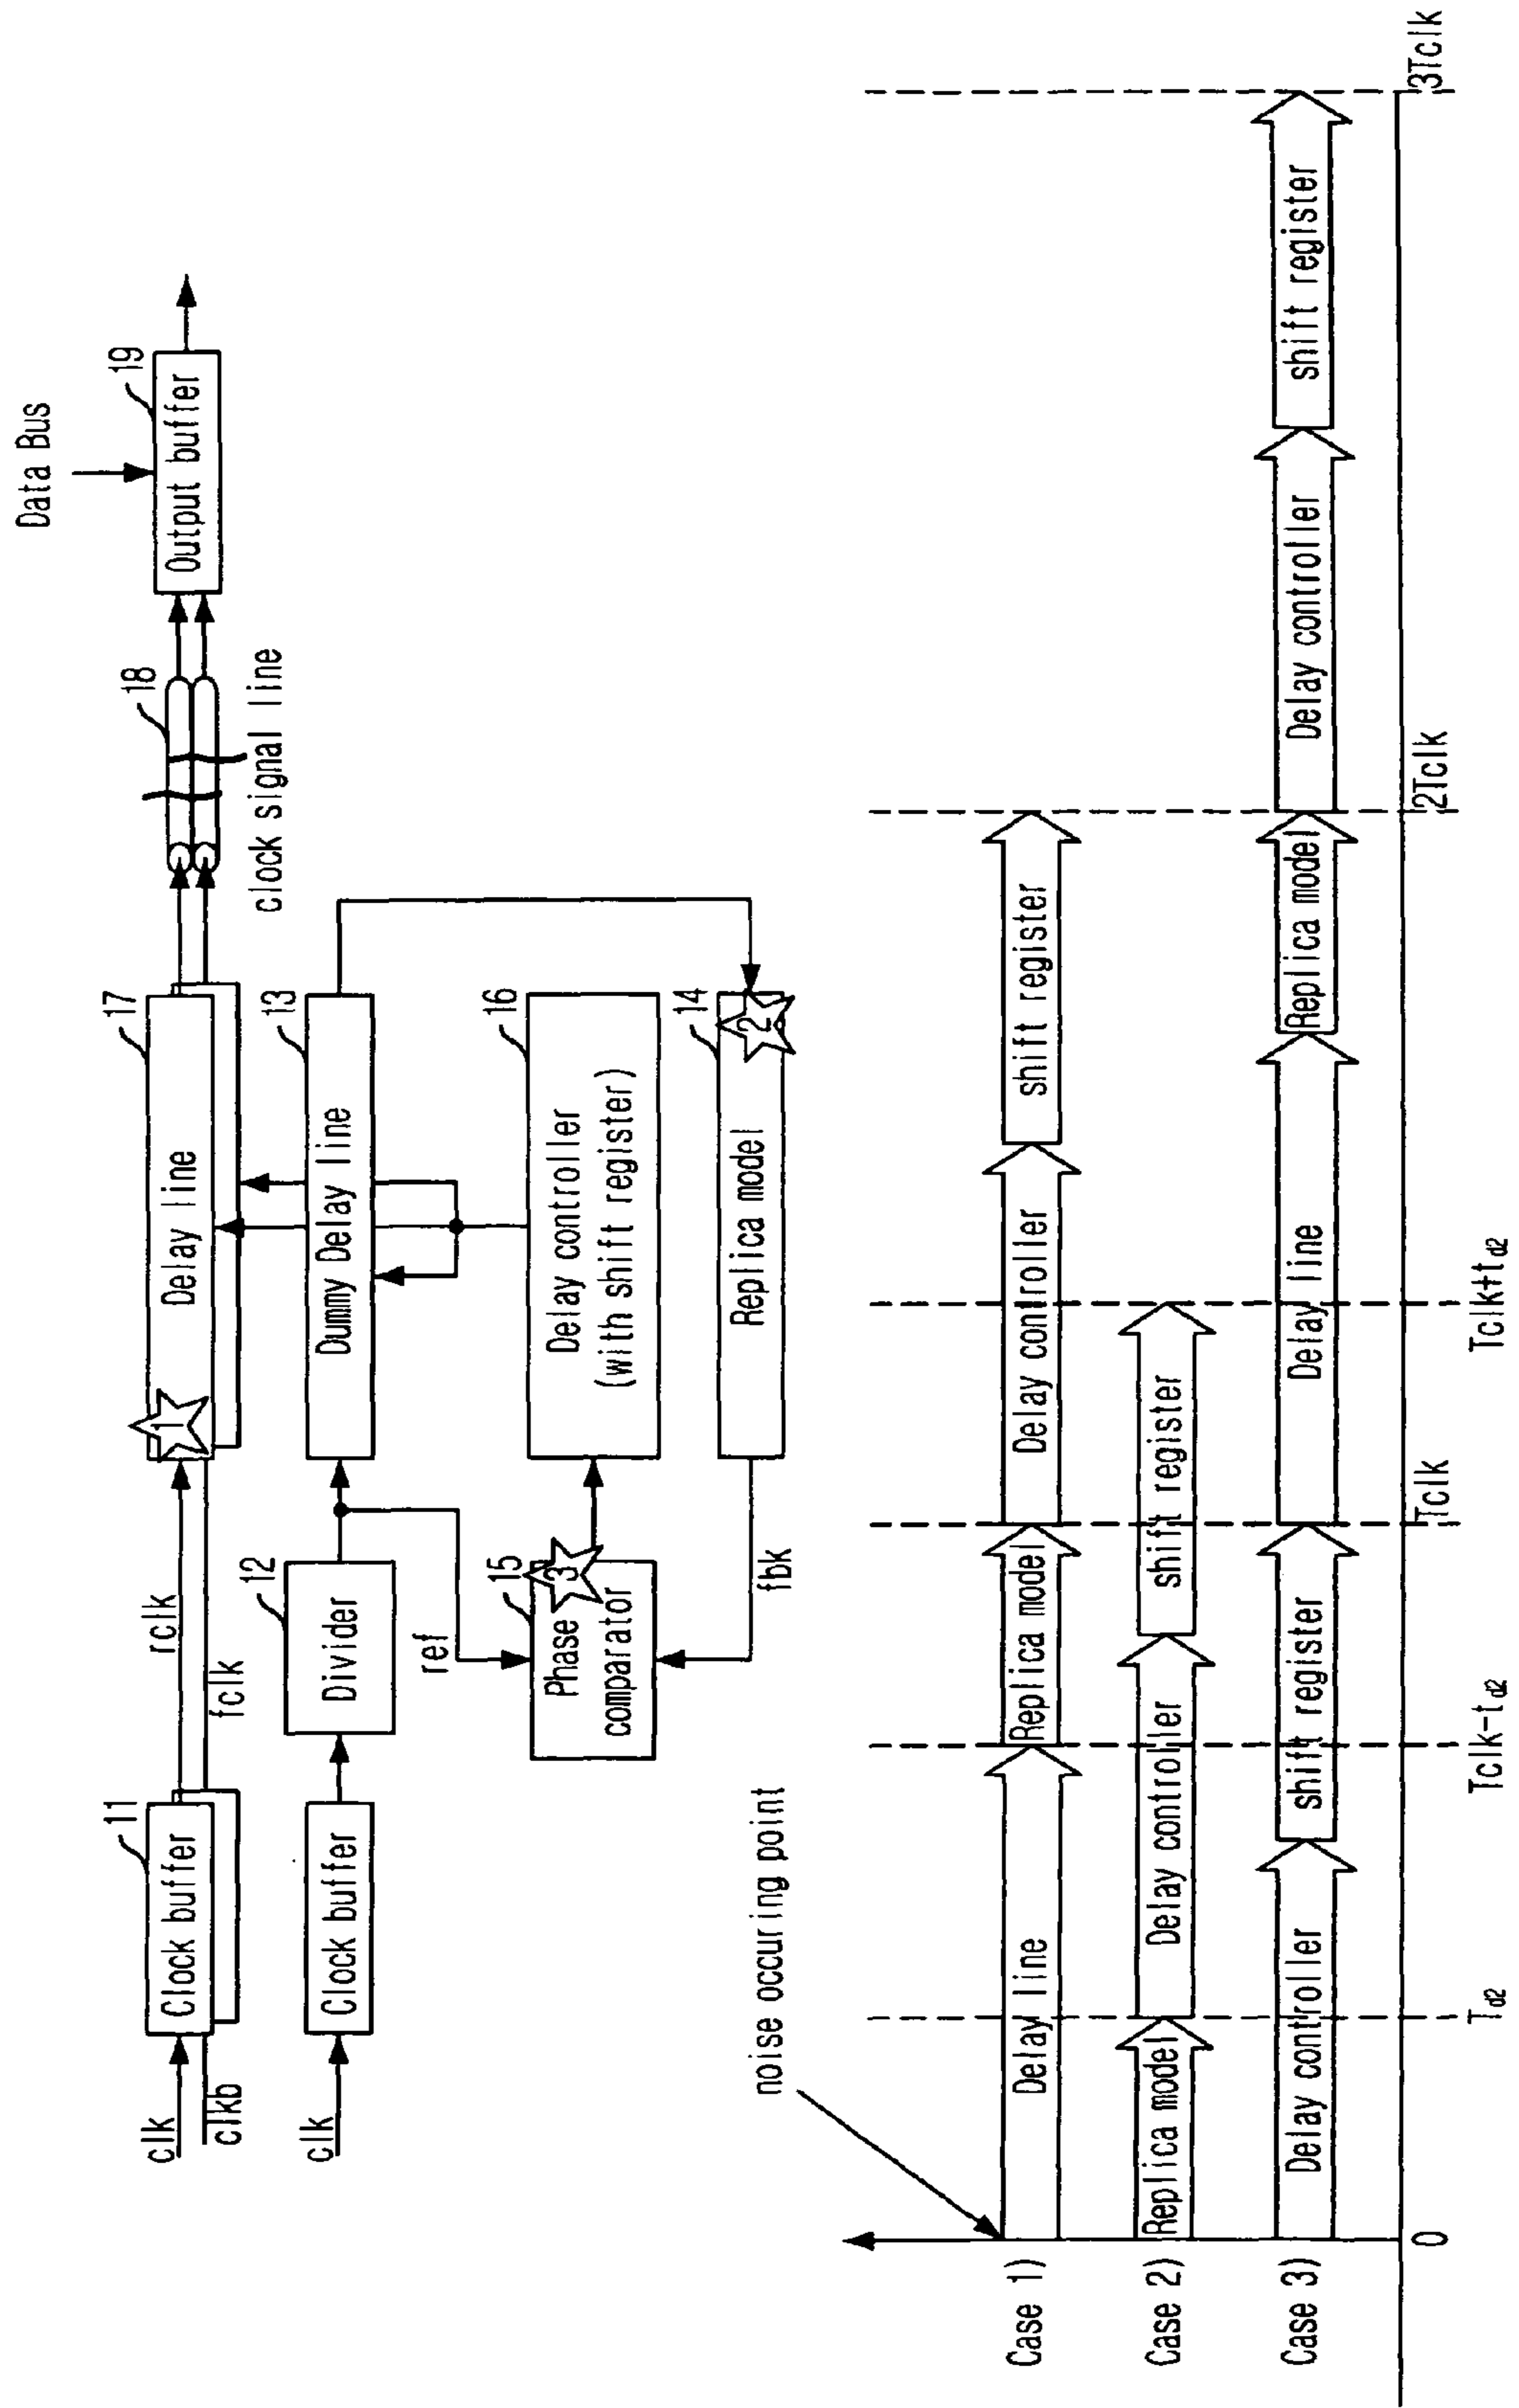 Data Bus
11
Clock buffer
clk
clkb
rclk
fclk
17
1
Delay line
18
clock signal line
19
Output buffer
clk
Clock buffer
12
Divider
13
Dummy Delay line
ref
15
3
Phase
comparator
16
Delay controller
(with shift register)
fbk
14
2
Replica model
noise occuring point
Case 1)
Delay line
Replica model
Delay controller
shift register
Case 2)
Replica model
Delay controller
shift register
Case 3)
Delay controller
shift register
Delay line
Replica model
Delay controller
shift register
0
Td2
Tclk-td2
Tclk
Tclk+td2
2Tclk
3Tclk